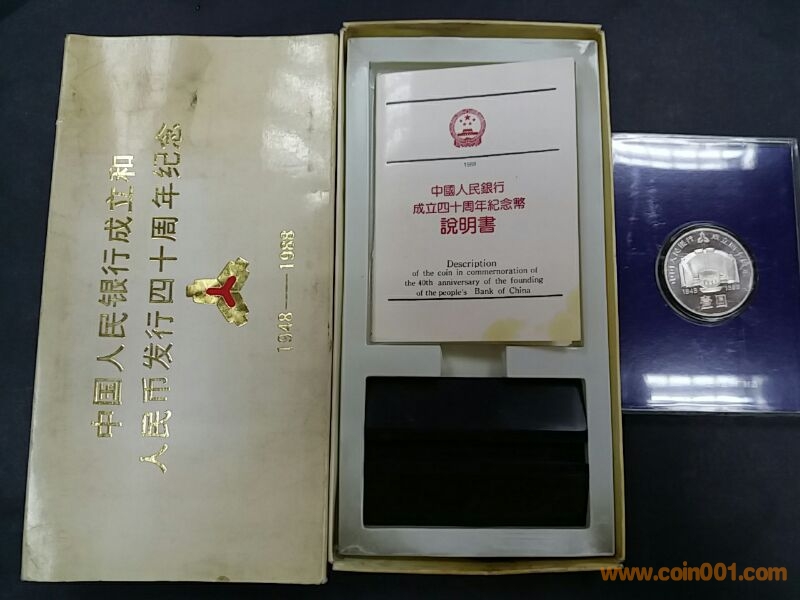 中国人民银行成立和
人民币发行四十周年纪念
1948——1988
1988
中國人民銀行
成立四十周年紀念幣
說明書
Description
of the coin in commemoration of
the 40th anniversary of the founding
of the people's Bank of China
1948
1988
壹圆
www.coin001.com